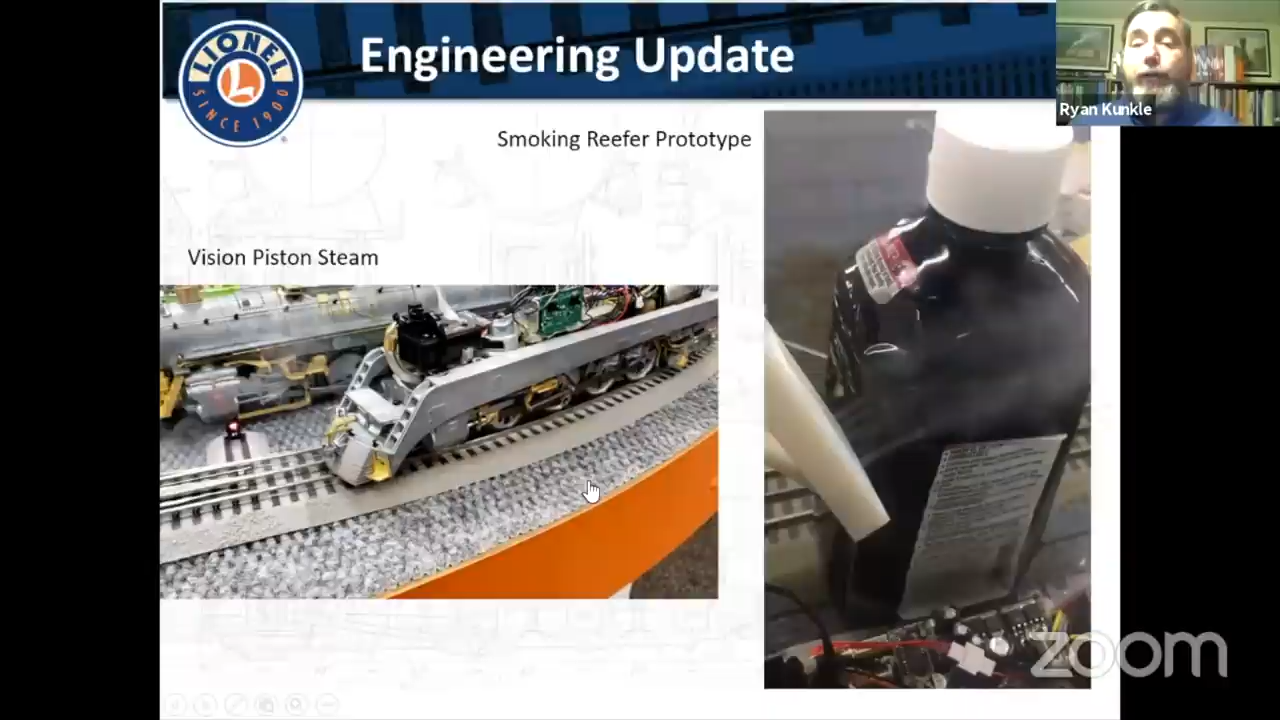 LIONEL
L
SINCE 1900
Engineering Update
Ryan Kunkle
Smoking Reefer Prototype
Vision Piston Steam
zoom